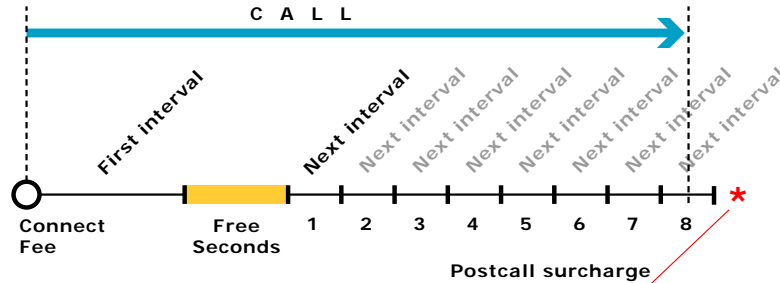 C A L L
First interval
Next interval
Next interval
Next interval
Next interval
Next interval
Next interval
Next interval
Next interval
*
Connect
Fee
Free
Seconds
1 2 3 4 5 6 7 8
Postcall surcharge